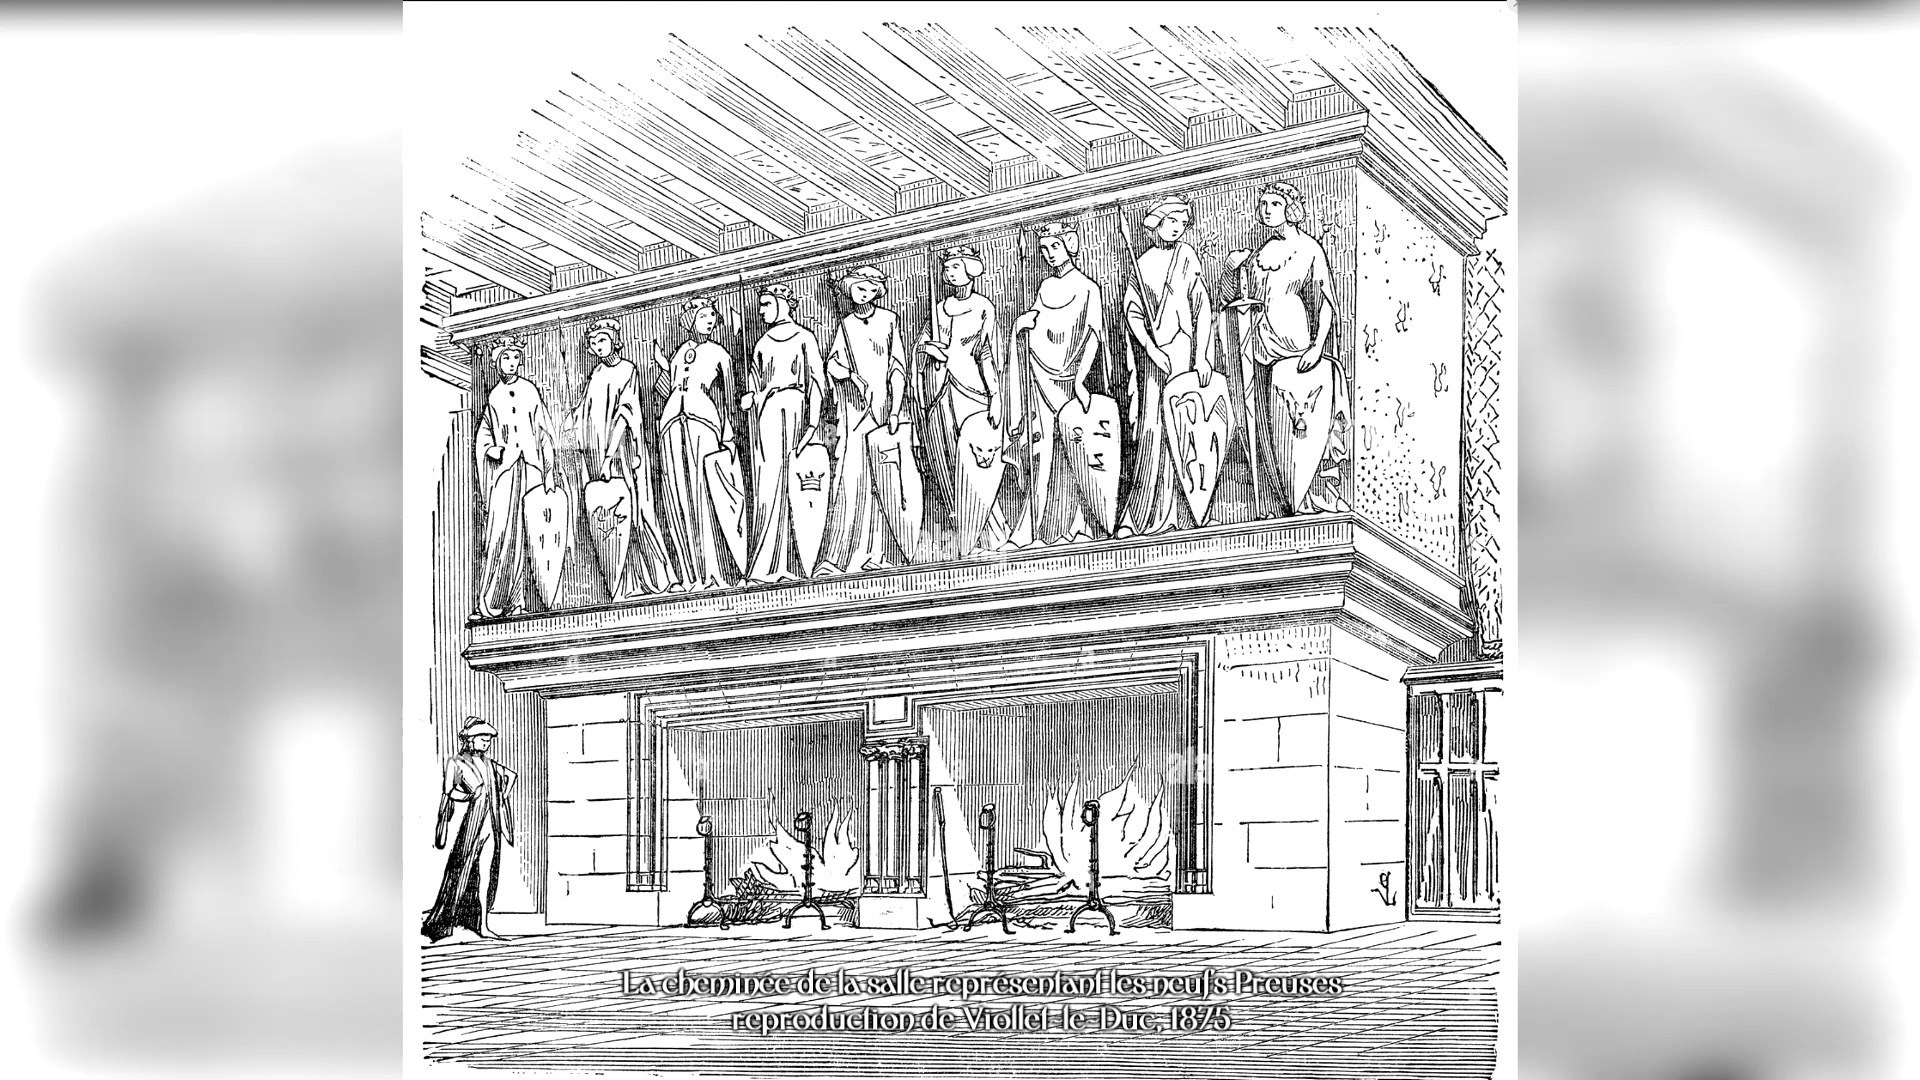 La cheminée de la salle représentant les neufs Preuses
reproduction de Viollet-le-Duc, 1875